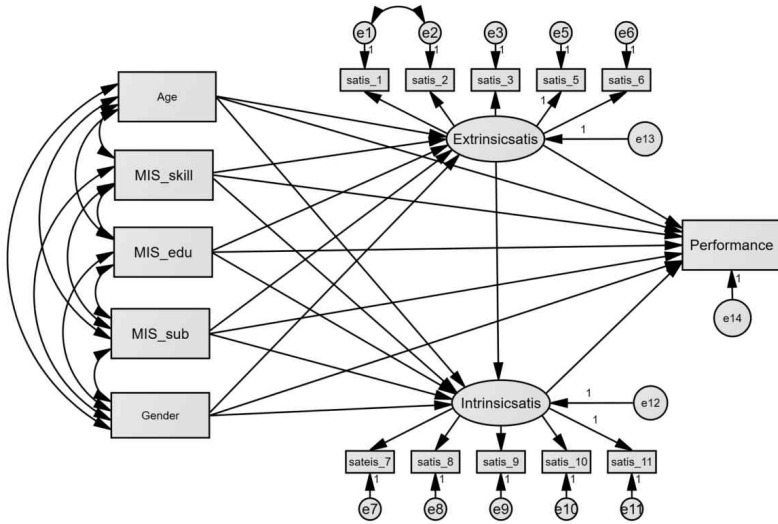 e1
e2
e3
e5
e6
1
1
1
1
1
satis_1
satis_2
satis_3
satis_5
satis_6
1
Age
Extrinsicsatis
1
e13
MIS_skill
MIS_edu
Performance
MIS_sub
1
e14
Gender
Intrinsicsatis
1
e12
1
sateis_7
satis_8
satis_9
satis_10
satis_11
1
1
1
1
1
e7
e8
e9
e10
e11